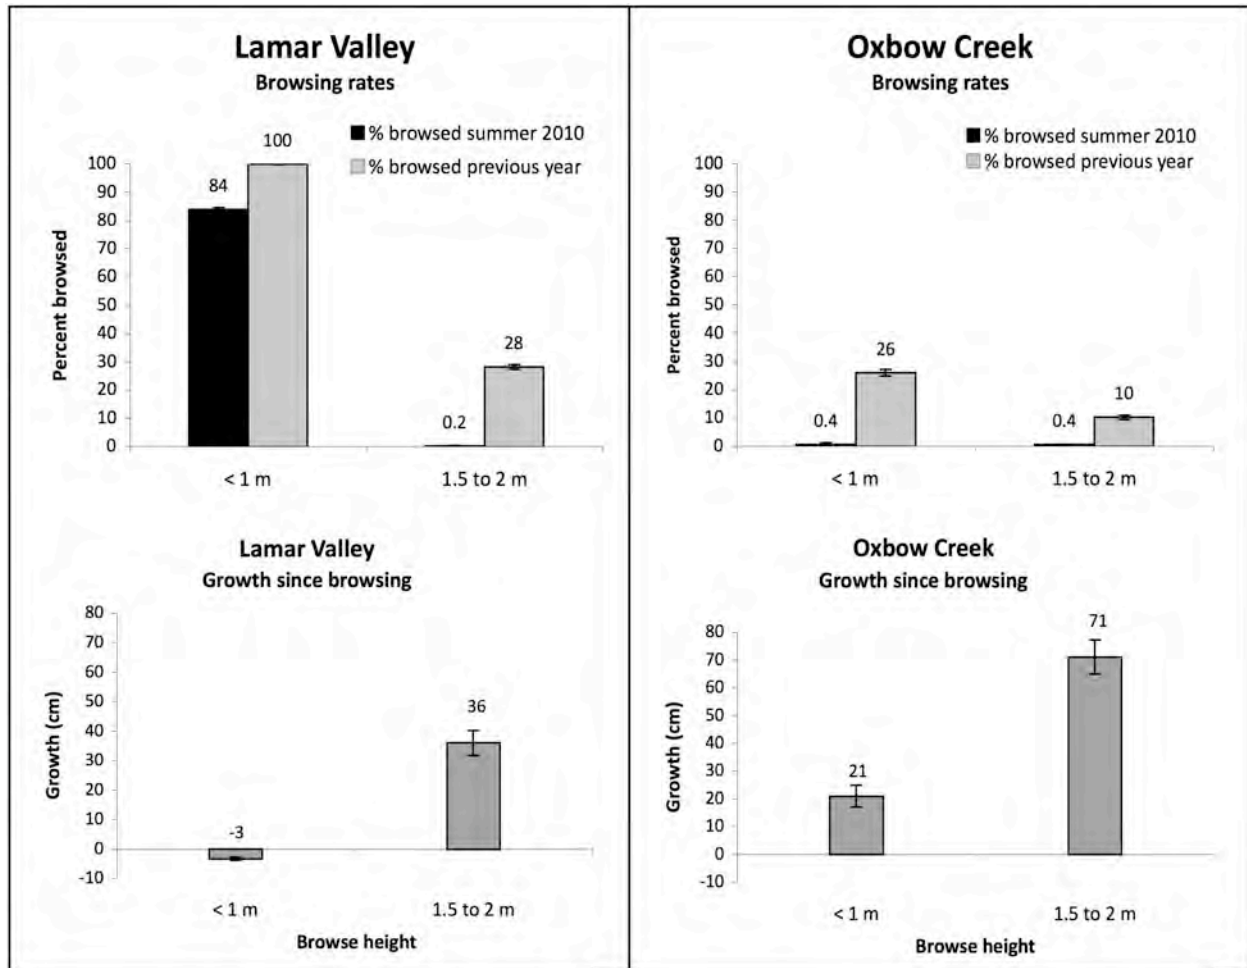 Lamar Valley
Browsing rates
% browsed summer 2010
% browsed previous year
Percent browsed
100
90
80
70
60
50
40
30
20
10
0
84
100
0.2
28
< 1 m
1.5 to 2 m
Lamar Valley
Growth since browsing
Growth (cm)
80
70
60
50
40
30
20
10
0
-10
-3
36
< 1 m
1.5 to 2 m
Browse height
Oxbow Creek
Browsing rates
% browsed summer 2010
% browsed previous year
Percent browsed
100
90
80
70
60
50
40
30
20
10
0
0.4
26
0.4
10
< 1 m
1.5 to 2 m
Oxbow Creek
Growth since browsing
Growth (cm)
80
70
60
50
40
30
20
10
0
-10
21
71
< 1 m
1.5 to 2 m
Browse height